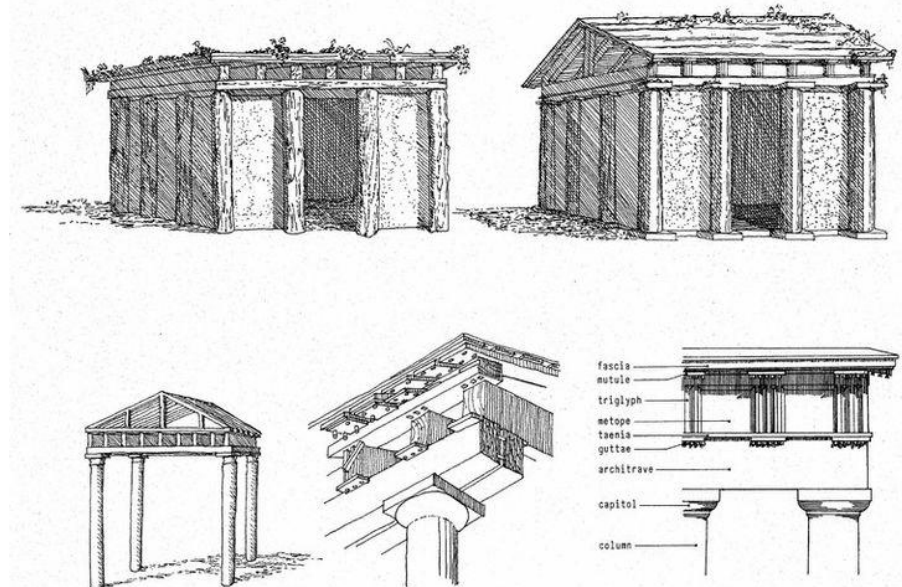 fascia
mutule
triglyph
metope
taenia
guttae
architrave
capitol
column